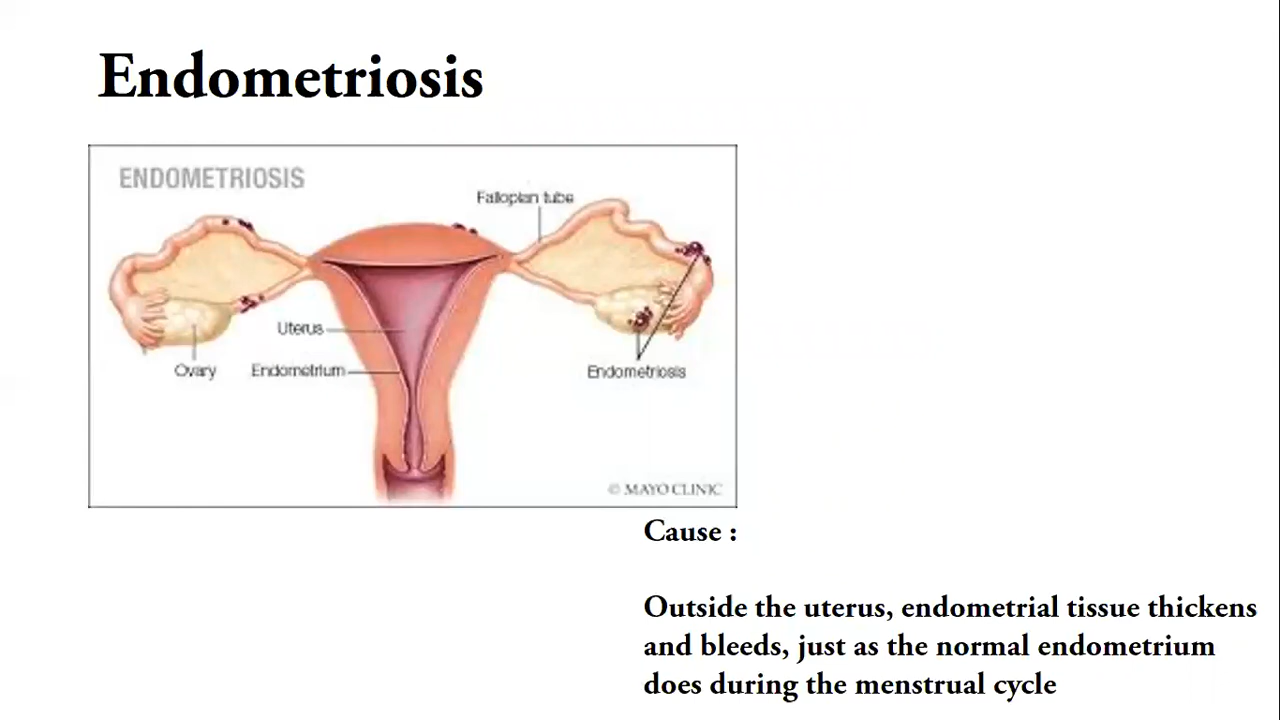 Endometriosis
ENDOMETRIOSIS
Fallopian tube
Uterus
Ovary
Endometrium
Endometriosis
© MAYO CLINIC
Cause :
Outside the uterus, endometrial tissue thickens
and bleeds, just as the normal endometrium
does during the menstrual cycle